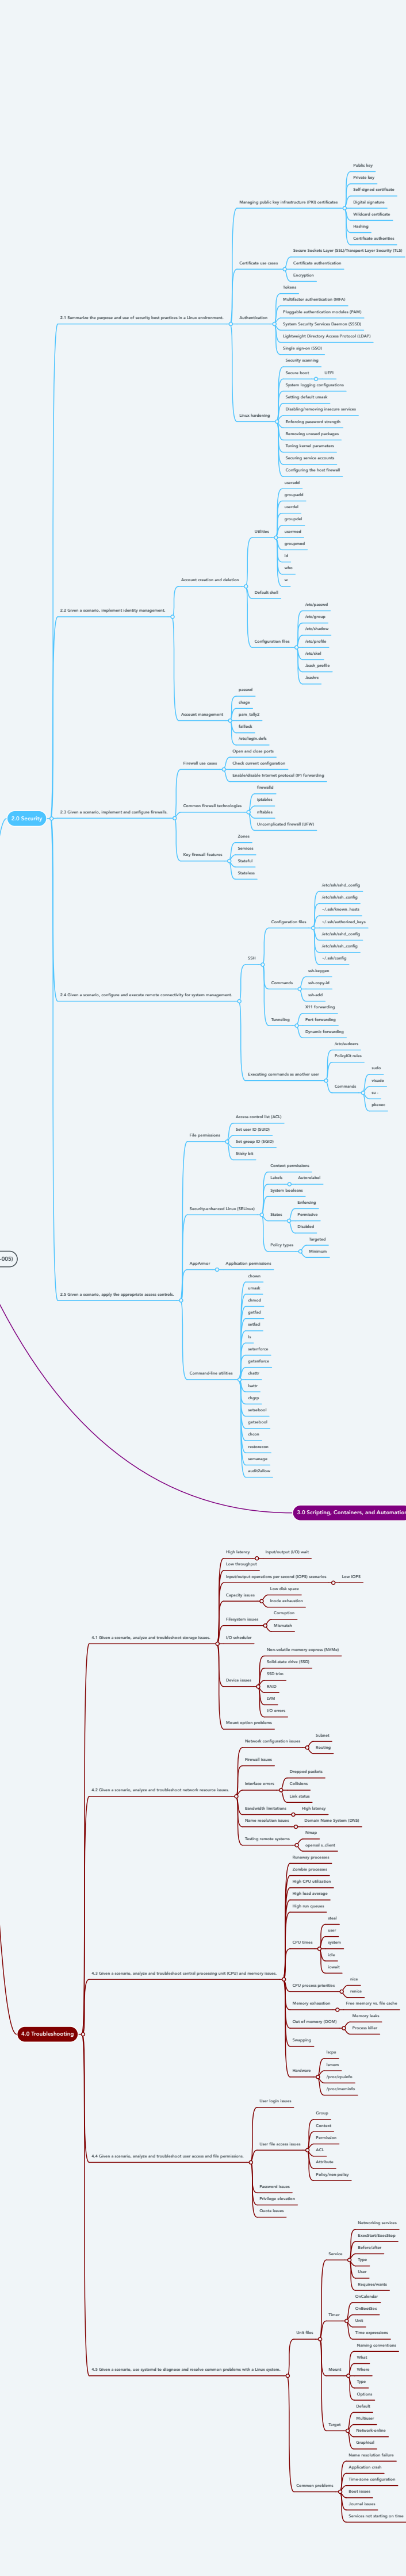 Public key
Private key
Self-signed certificate
Managing public key infrastructure (PKI) certificates
Digital signature
Wildcard certificate
Hashing
Certificate authorities
Secure Sockets Layer (SSL)/Transport Layer Security (TLS)
Certificate use cases
Certificate authentication
Encryption
Tokens
Multifactor authentication (MFA)
Pluggable authentication modules (PAM)
2.1 Summarize the purpose and use of security best practices in a Linux environment.
Authentication
System Security Services Daemon (SSSD)
Lightweight Directory Access Protocol (LDAP)
Single sign-on (SSO)
Security scanning
Secure boot
UEFI
System logging configurations
Setting default umask
Disabling/removing insecure services
Linux hardening
Enforcing password strength
Removing unused packages
Tuning kernel parameters
Securing service accounts
Configuring the host firewall
useradd
groupadd
userdel
groupdel
Utilities
usermod
groupmod
id
who
w
Account creation and deletion
Default shell
/etc/passwd
/etc/group
2.2 Given a scenario, implement identity management.
/etc/shadow
Configuration files
/etc/profile
/etc/skel
.bash_profile
.bashrc
passwd
chage
Account management
pam_tally2
faillock
/etc/login.defs
Open and close ports
Firewall use cases
Check current configuration
Enable/disable Internet protocol (IP) forwarding
firewalld
iptables
Common firewall technologies
nftables
2.3 Given a scenario, implement and configure firewalls.
2.0 Security
Uncomplicated firewall (UFW)
Zones
Services
Key firewall features
Stateful
Stateless
/etc/ssh/sshd_config
/etc/ssh/ssh_config
~/.ssh/known_hosts
Configuration files
~/.ssh/authorized_keys
/etc/ssh/sshd_config
/etc/ssh/ssh_config
~/.ssh/config
SSH
ssh-keygen
Commands
ssh-copy-id
ssh-add
2.4 Given a scenario, configure and execute remote connectivity for system management.
X11 forwarding
Tunneling
Port forwarding
Dynamic forwarding
/etc/sudoers
PolicyKit rules
Executing commands as another user
sudo
visudo
Commands
su -
pkexec
Access control list (ACL)
Set user ID (SUID)
File permissions
Set group ID (SGID)
Sticky bit
Context permissions
Labels
Autorelabel
System booleans
Enforcing
Security-enhanced Linux (SELinux)
States
Permissive
Disabled
Targeted
Policy types
Minimum
-005)
AppArmor
Application permissions
chown
umask
2.5 Given a scenario, apply the appropriate access controls.
chmod
getfacl
setfacl
ls
setenforce
getenforce
Command-line utilities
chattr
lsattr
chgrp
setsebool
getsebool
chcon
restorecon
semanage
audit2allow
3.0 Scripting, Containers, and Automation
High latency
Input/output (I/O) wait
Low throughput
Input/output operations per second (IOPS) scenarios
Low IOPS
Low disk space
Capacity issues
Inode exhaustion
Corruption
Filesystem issues
Mismatch
4.1 Given a scenario, analyze and troubleshoot storage issues.
I/O scheduler
Non-volatile memory express (NVMe)
Solid-state drive (SSD)
SSD trim
Device issues
RAID
LVM
I/O errors
Mount option problems
Subnet
Network configuration issues
Routing
Firewall issues
Dropped packets
Interface errors
Collisions
Link status
4.2 Given a scenario, analyze and troubleshoot network resource issues.
Bandwidth limitations
High latency
Name resolution issues
Domain Name System (DNS)
Nmap
Testing remote systems
openssl s_client
Runaway processes
Zombie processes
High CPU utilization
High load average
High run queues
steal
user
CPU times
system
idle
iowait
4.3 Given a scenario, analyze and troubleshoot central processing unit (CPU) and memory issues.
nice
CPU process priorities
renice
Memory exhaustion
Free memory vs. file cache
Memory leaks
Out of memory (OOM)
Process killer
4.0 Troubleshooting
Swapping
lscpu
lsmem
Hardware
/proc/cpuinfo
/proc/meminfo
User login issues
Group
Context
Permission
User file access issues
ACL
4.4 Given a scenario, analyze and troubleshoot user access and file permissions.
Attribute
Policy/non-policy
Password issues
Privilege elevation
Quota issues
Networking services
ExecStart/ExecStop
Before/after
Service
Type
User
Requires/wants
OnCalendar
OnBootSec
Timer
Unit
Time expressions
Unit files
Naming conventions
What
4.5 Given a scenario, use systemd to diagnose and resolve common problems with a Linux system.
Mount
Where
Type
Options
Default
Multiuser
Target
Network-online
Graphical
Name resolution failure
Application crash
Time-zone configuration
Common problems
Boot issues
Journal issues
Services not starting on time